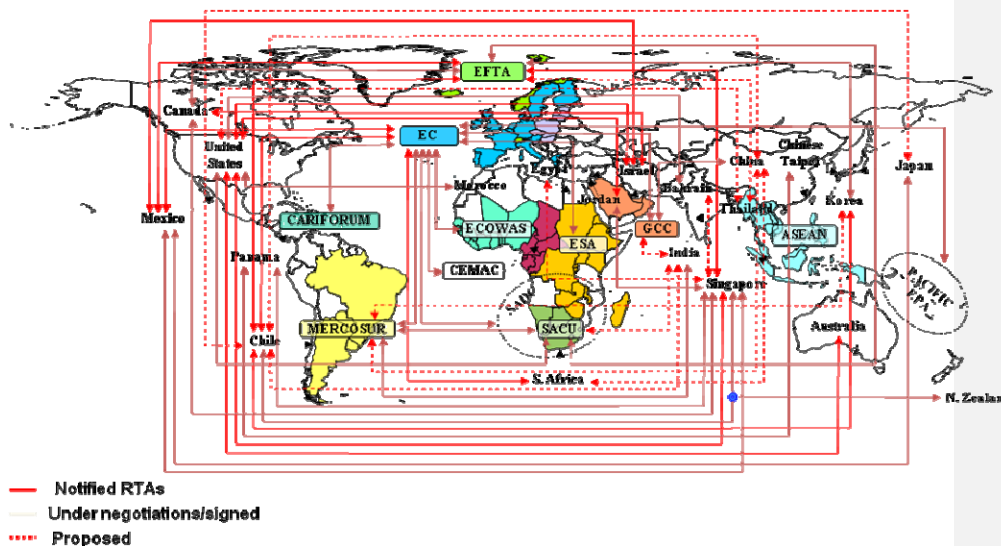 EFTA
Canada
EC
United
States
Egypt
Israel
China
Chinese
Taipei
Japan
Morocco
Jordan
Bahrain
Thailand
Korea
Mexico
CARIFORUM
ECOWAS
ESA
GCC
ASEAN
India
Panama
CEMAC
Singapore
PACIFIC
EPA
SADC
MERCOSUR
SACU
Chile
Australia
S. Africa
N. Zealan
Notified RTAs
Under negotiations/signed
Proposed